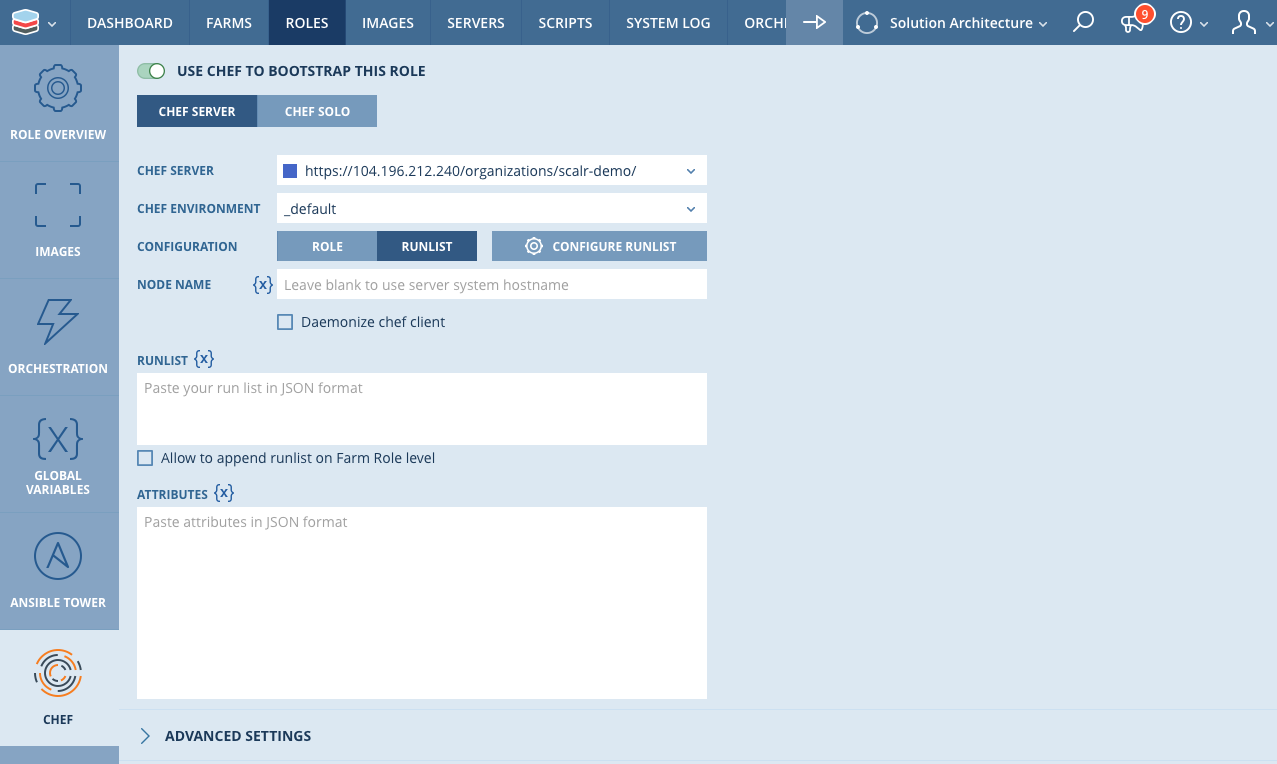 DASHBOARD FARMS ROLES IMAGES SERVERS SCRIPTS SYSTEM LOG ORCHI Solution Architecture 9
ROLE OVERVIEW
IMAGES
ORCHESTRATION
{X}
GLOBAL
VARIABLES
ANSIBLE TOWER
CHEF
USE CHEF TO BOOTSTRAP THIS ROLE
CHEF SERVER CHEF SOLO
CHEF SERVER https://104.196.212.240/organizations/scalr-demo/
CHEF ENVIRONMENT _default
CONFIGURATION ROLE RUNLIST CONFIGURE RUNLIST
NODE NAME {x} Leave blank to use server system hostname
Daemonize chef client
RUNLIST {x}
Paste your run list in JSON format
Allow to append runlist on Farm Role level
ATTRIBUTES {x}
Paste attributes in JSON format
ADVANCED SETTINGS